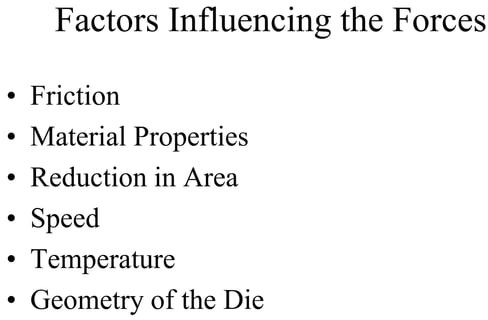 Factors Influencing the Forces
• Friction
• Material Properties
• Reduction in Area
• Speed
• Temperature
• Geometry of the Die